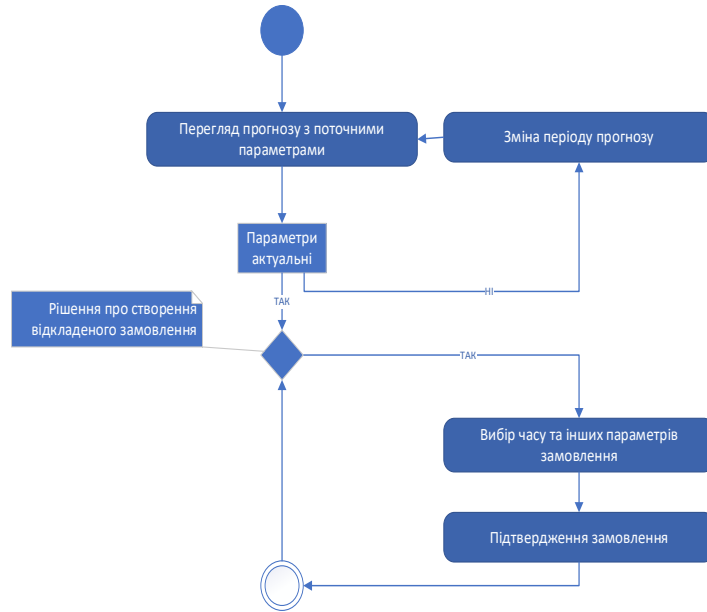 Перегляд прогнозу з поточними
параметрами
Зміна періоду прогнозу
Параметри
актуальні
НІ
ТАК
Рішення про створення
відкладеного замовлення
ТАК
Вибір часу та інших параметрів
замовлення
Підтвердження замовлення